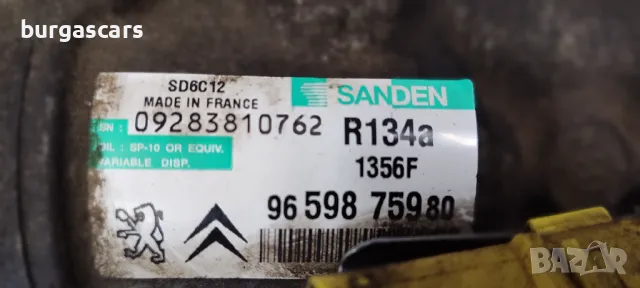 burgascars
SD6C12
MADE IN FRANCE
SANDEN
SN : 09283810762
R134a
OIL : SP-10 OR EQUIV.
VARIABLE DISP.
1356F
96 598 759 80
BAZAR